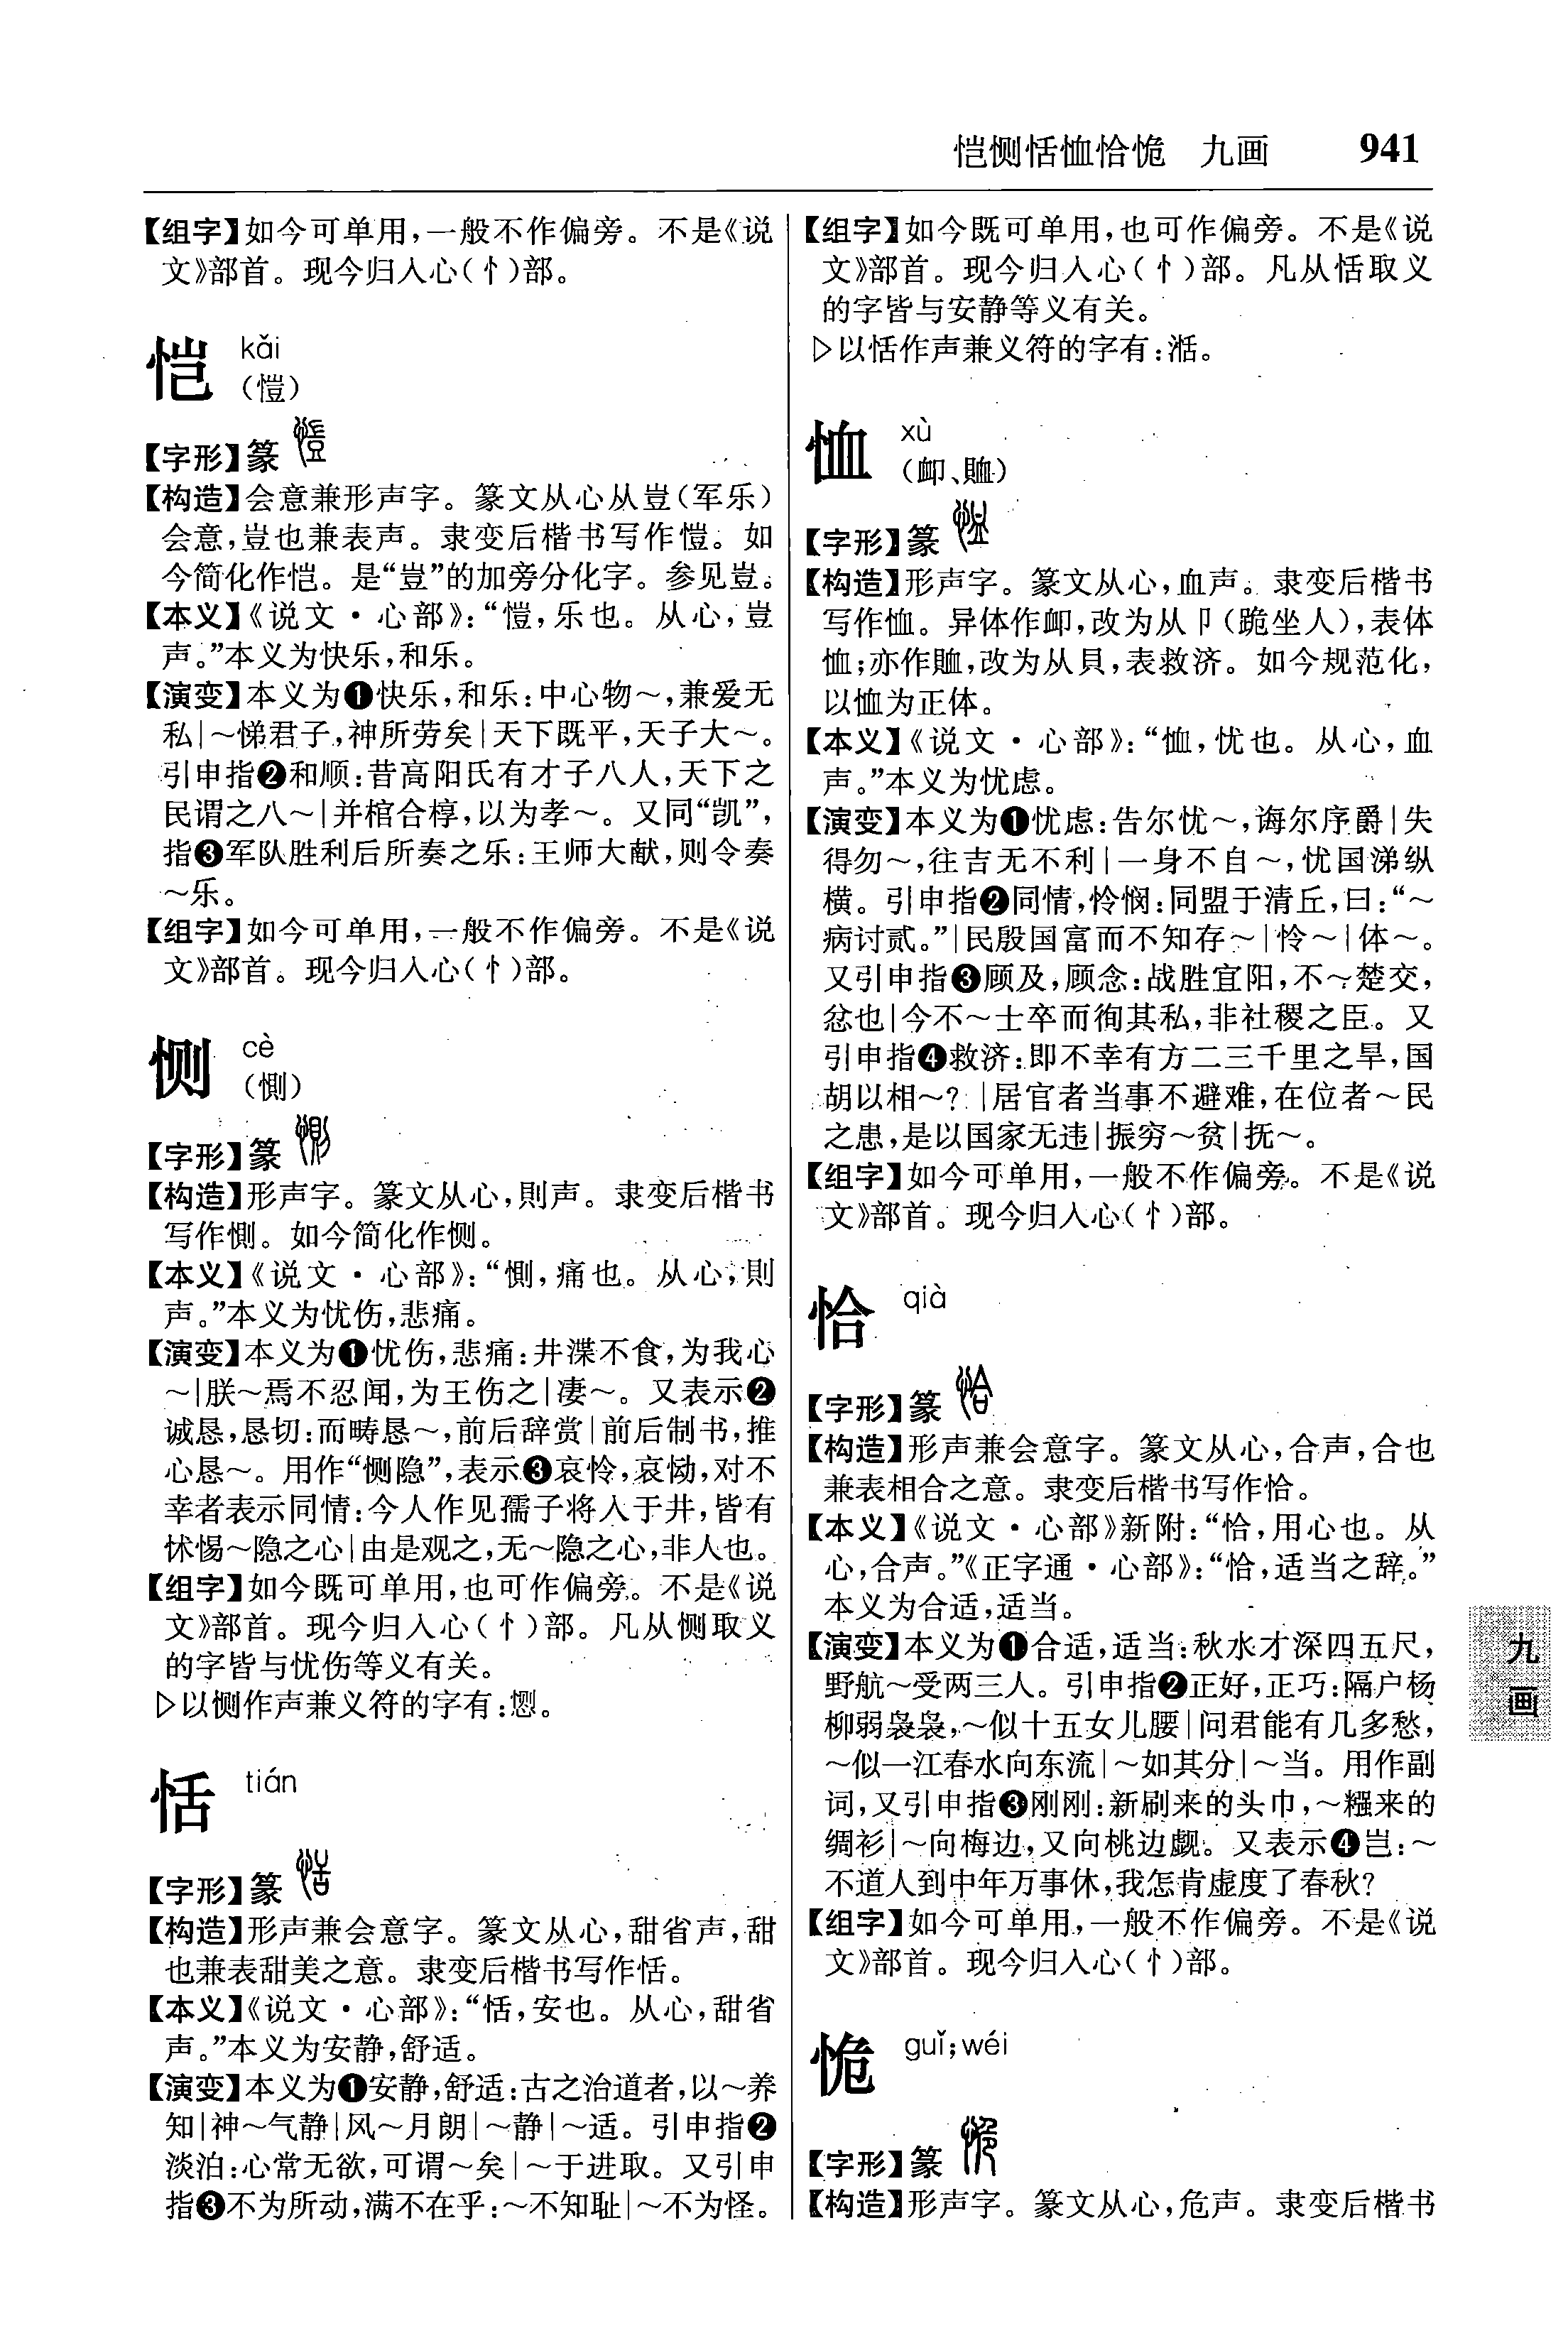 恺恻恬恤恰恑 九画 941
【组字】如今可单用，一般不作偏旁。不是《说
文》部首。现今归入心(忄)部。
恺 kǎi
(愷)
【字形】篆
【构造】会意兼形声字。篆文从心从豈(军乐)
会意，豈也兼表声。隶变后楷书写作愷。如
今简化作恺。是“豈”的加旁分化字。参见豈。
【本义】《说文·心部》：“愷，乐也。从心，豈
声。”本义为快乐，和乐。
【演变】本义为❶快乐，和乐：中心物～，兼爱无
私|～悌君子，神所劳矣|天下既平，天子大～。
引申指❷和顺：昔高阳氏有才子八人，天下之
民谓之八～|并棺合椁，以为孝～。又同“凯”，
指❸军队胜利后所奏之乐：王师大献，则令奏
～乐。
【组字】如今可单用，一般不作偏旁。不是《说
文》部首。现今归入心(忄)部。
恻 cè
(惻)
【字形】篆
【构造】形声字。篆文从心，則声。隶变后楷书
写作惻。如今简化作恻。
【本义】《说文·心部》：“惻，痛也。从心，則
声。”本义为忧伤，悲痛。
【演变】本义为❶忧伤，悲痛：井渫不食，为我心
～|朕～焉不忍闻，为王伤之|凄～。又表示❷
诚恳，恳切：而畴恳～，前后辞赏|前后制书，推
心恳～。用作“恻隐”，表示❸哀怜，哀恸，对不
幸者表示同情：今人作见孺子将入于井，皆有
怵惕～隐之心|由是观之，无～隐之心，非人也。
【组字】如今既可单用，也可作偏旁。不是《说
文》部首。现今归入心(忄)部。凡从恻取义
的字皆与忧伤等义有关。
▷以恻作声兼义符的字有：憗。
恬 tián
【字形】篆
【构造】形声兼会意字。篆文从心，甜省声，甜
也兼表甜美之意。隶变后楷书写作恬。
【本义】《说文·心部》：“恬，安也。从心，甜省
声。”本义为安静，舒适。
【演变】本义为❶安静，舒适：古之治道者，以～养
知|神～气静|风～月朗|～静|～适。引申指❷
淡泊：心常无欲，可谓～矣|～于进取。又引申
指❸不为所动，满不在乎：～不知耻|～不为怪。
【组字】如今既可单用，也可作偏旁。不是《说
文》部首。现今归入心(忄)部。凡从恬取义
的字皆与安静等义有关。
▷以恬作声兼义符的字有：湉。
恤 xù
(卹、賉)
【字形】篆
【构造】形声字。篆文从心，血声。隶变后楷书
写作恤。异体作卹，改为从卩(跪坐人)，表体
恤；亦作賉，改为从貝，表救济。如今规范化，
以恤为正体。
【本义】《说文·心部》：“恤，忧也。从心，血
声。”本义为忧虑。
【演变】本义为❶忧虑：告尔忧～，诲尔序爵|失
得勿～，往吉无不利|一身不自～，忧国涕纵
横。引申指❷同情，怜悯：同盟于清丘，曰：“～
病讨贰。”|民殷国富而不知存～|怜～|体～。
又引申指❸顾及，顾念：战胜宜阳，不～楚交，
忿也|今不～士卒而徇其私，非社稷之臣。又
引申指❹救济：即不幸有方二三千里之旱，国
胡以相～?|居官者当事不避难，在位者～民
之患，是以国家无违|振穷～贫|抚～。
【组字】如今可单用，一般不作偏旁。不是《说
文》部首。现今归入心(忄)部。
恰 qià
【字形】篆
【构造】形声兼会意字。篆文从心，合声，合也
兼表相合之意。隶变后楷书写作恰。
【本义】《说文·心部》新附：“恰，用心也。从
心，合声。”《正字通·心部》：“恰，适当之辞。”
本义为合适，适当。
【演变】本义为❶合适，适当：秋水才深四五尺，
野航～受两三人。引申指❷正好，正巧：隔户杨
柳弱袅袅，～似十五女儿腰|问君能有几多愁，
～似一江春水向东流|～如其分|～当。用作副
词，又引申指❸刚刚：新刷来的头巾，～糨来的
绸衫|～向梅边，又向桃边觑。又表示❹岂：～
不道人到中年万事休，我怎肯虚度了春秋?
【组字】如今可单用，一般不作偏旁。不是《说
文》部首。现今归入心(忄)部。
恑 guǐ；wéi
【字形】篆
【构造】形声字。篆文从心，危声。隶变后楷书
九
画